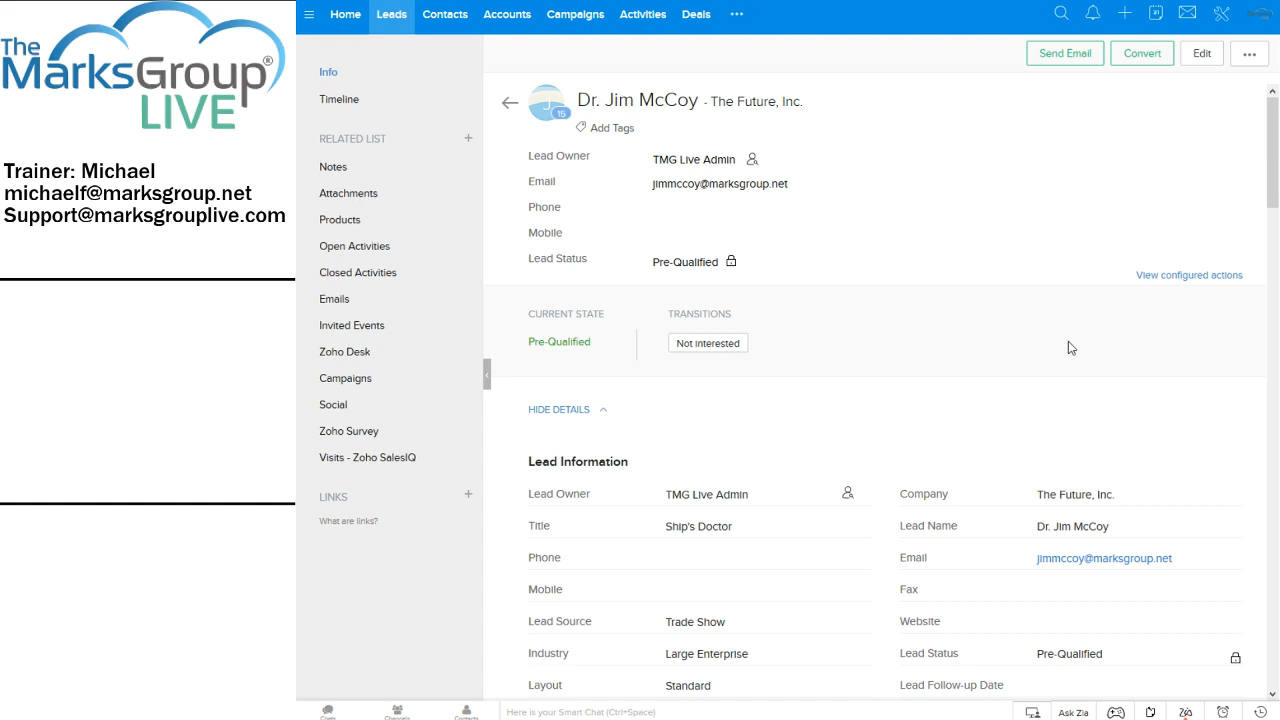 The
MarksGroup®
LIVE
Trainer: Michael
michaelf@marksgroup.net
Support@marksgrouplive.com
Home Leads Contacts Accounts Campaigns Activities Deals
Send Email Convert Edit
Info
Timeline
RELATED LIST
Notes
Attachments
Products
Open Activities
Closed Activities
Emails
Invited Events
Zoho Desk
Campaigns
Social
Zoho Survey
Visits - Zoho SalesIQ
LINKS
What are links?
J
15
Dr. Jim McCoy - The Future, Inc.
Add Tags
Lead Owner TMG Live Admin
Email jimmccoy@marksgroup.net
Phone
Mobile
Lead Status Pre-Qualified
View configured actions
CURRENT STATE TRANSITIONS
Pre-Qualified Not interested
HIDE DETAILS
Lead Information
Lead Owner TMG Live Admin Company The Future, Inc.
Title Ship's Doctor Lead Name Dr. Jim McCoy
Phone Email jimmccoy@marksgroup.net
Mobile Fax
Lead Source Trade Show Website
Industry Large Enterprise Lead Status Pre-Qualified
Layout Standard Lead Follow-up Date
Chats Channels Contacts Here is your Smart Chat (Ctrl+Space) Ask Zia